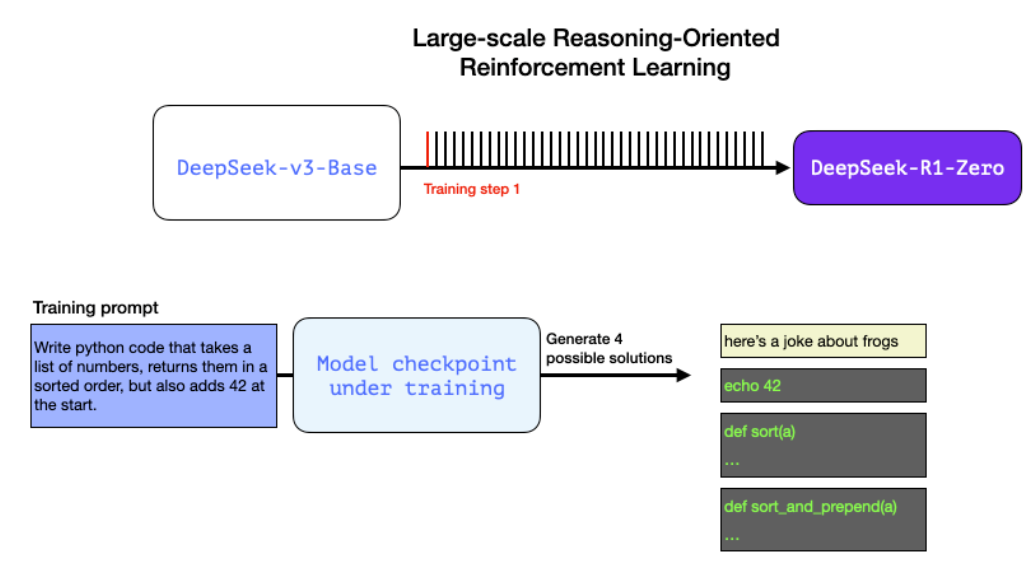 Large-scale Reasoning-Oriented
Reinforcement Learning
DeepSeek-v3-Base
Training step 1
DeepSeek-R1-Zero
Training prompt
Write python code that takes a
list of numbers, returns them in a
sorted order, but also adds 42 at
the start.
Model checkpoint
under training
Generate 4
possible solutions
here’s a joke about frogs
echo 42
def sort(a)
…
def sort_and_prepend(a)
…